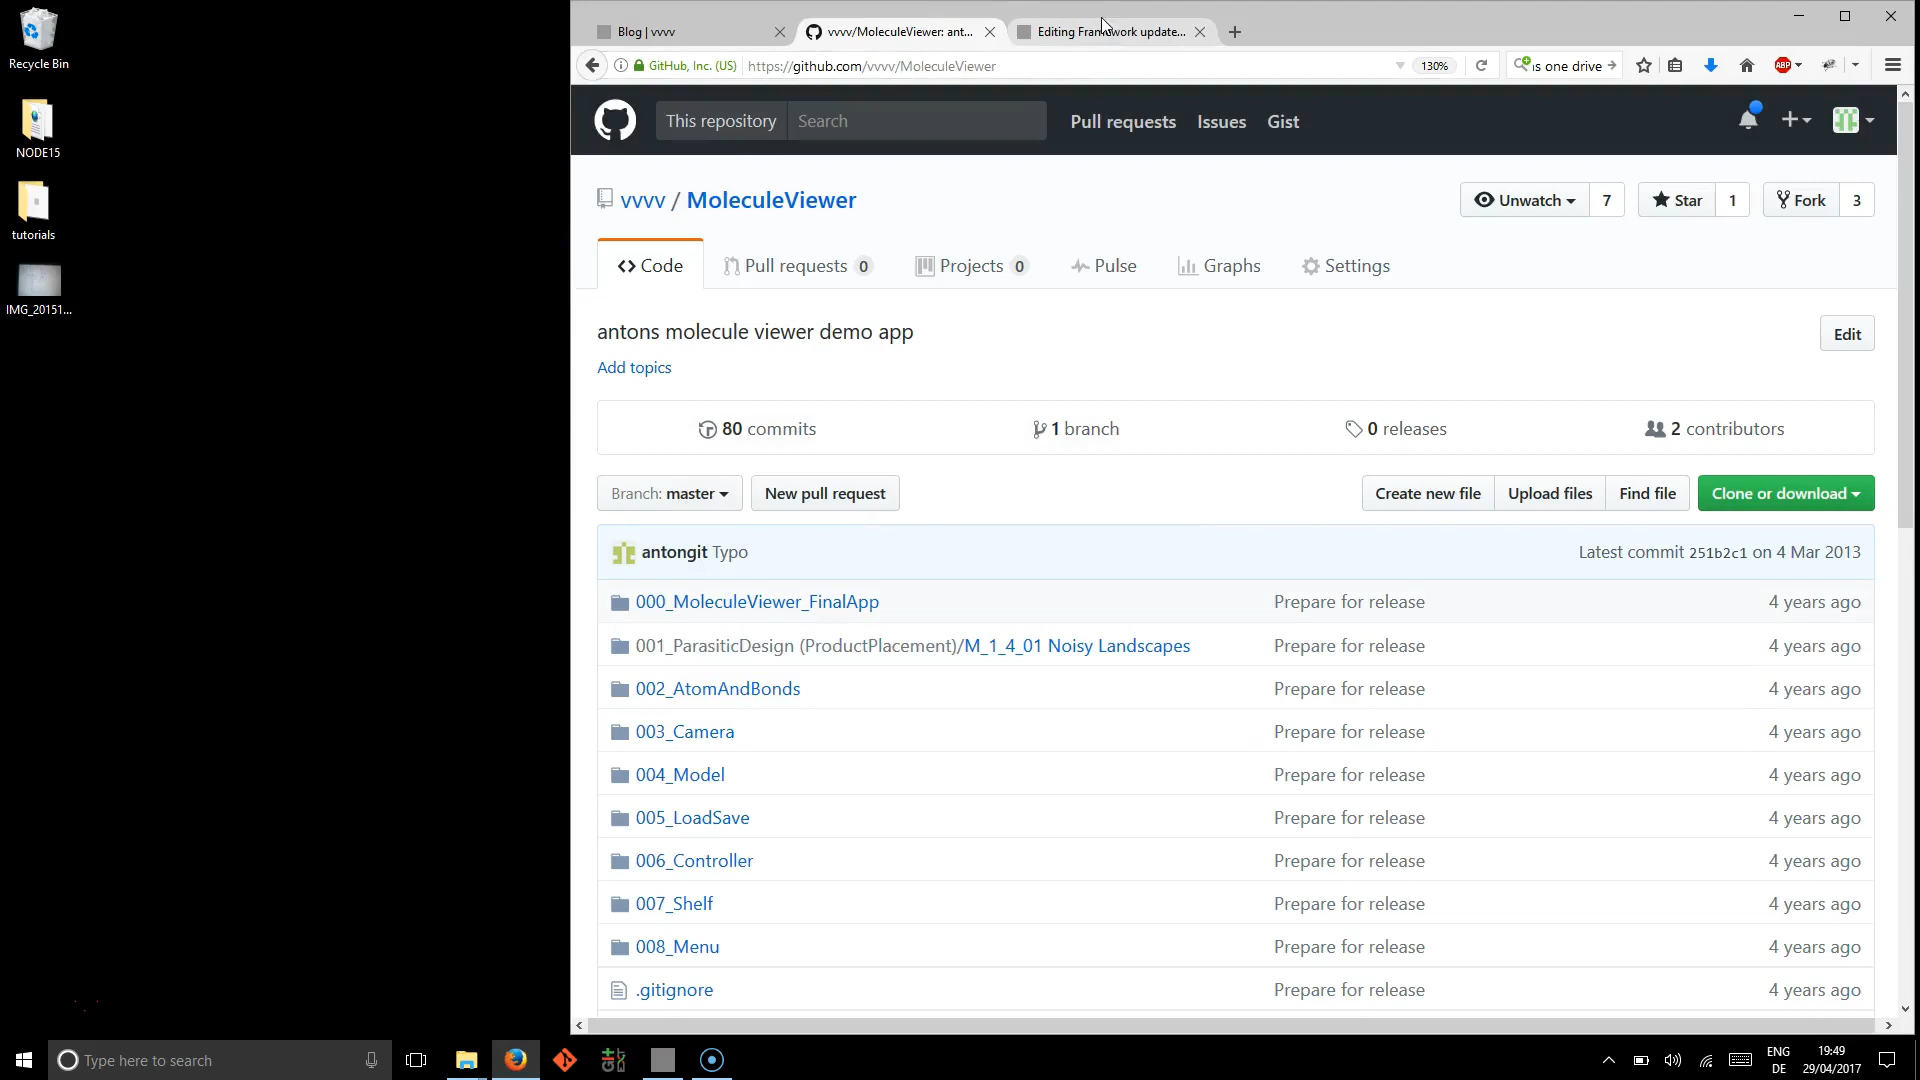 Recycle Bin
NODE15
tutorials
IMG_20151...
Blog | vvvv
vvvv/MoleculeViewer: ant...
Editing Framework update...
GitHub, Inc. (US)
https://github.com/vvvv/MoleculeViewer
130%
is one drive
ABP
This repository
Search
Pull requests
Issues
Gist
vvvv / MoleculeViewer
Unwatch 7
Star 1
Fork 3
Code
Pull requests 0
Projects 0
Pulse
Graphs
Settings
antons molecule viewer demo app
Edit
Add topics
80 commits
1 branch
0 releases
2 contributors
Branch: master
New pull request
Create new file
Upload files
Find file
Clone or download
antongit Typo
Latest commit 251b2c1 on 4 Mar 2013
000_MoleculeViewer_FinalApp Prepare for release 4 years ago
001_ParasiticDesign (ProductPlacement)/M_1_4_01 Noisy Landscapes Prepare for release 4 years ago
002_AtomAndBonds Prepare for release 4 years ago
003_Camera Prepare for release 4 years ago
004_Model Prepare for release 4 years ago
005_LoadSave Prepare for release 4 years ago
006_Controller Prepare for release 4 years ago
007_Shelf Prepare for release 4 years ago
008_Menu Prepare for release 4 years ago
.gitignore Prepare for release 4 years ago
Type here to search
ENG
DE
19:49
29/04/2017